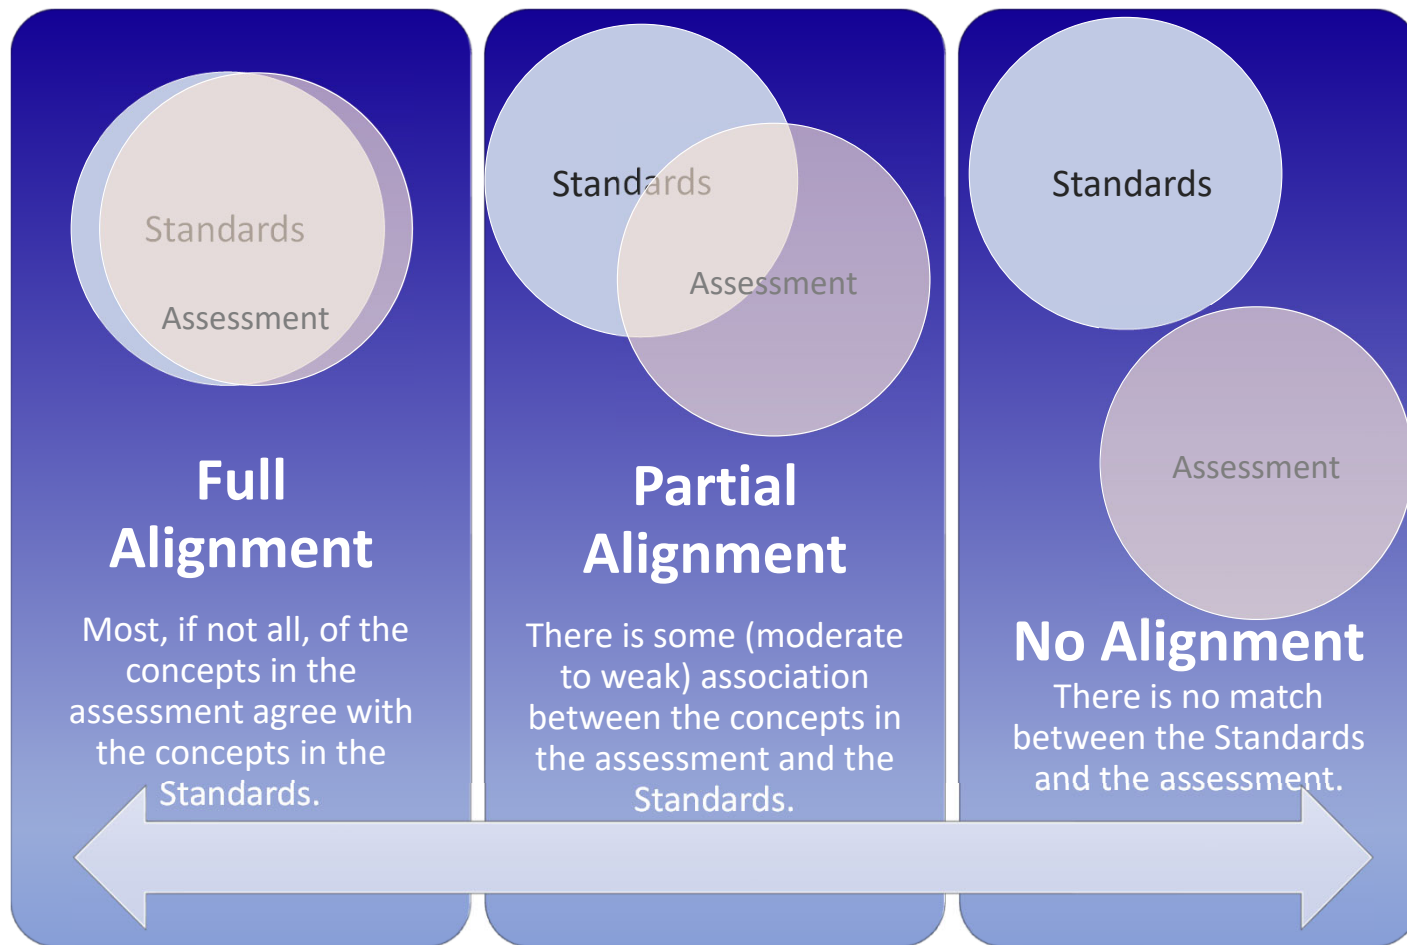 Standards
Assessment
Full
Alignment
Most, if not all, of the
concepts in the
assessment agree with
the concepts in the
Standards.
Standards
Assessment
Partial
Alignment
There is some (moderate
to weak) association
between the concepts in
the assessment and the
Standards.
Standards
Assessment
No Alignment
There is no match
between the Standards
and the assessment.